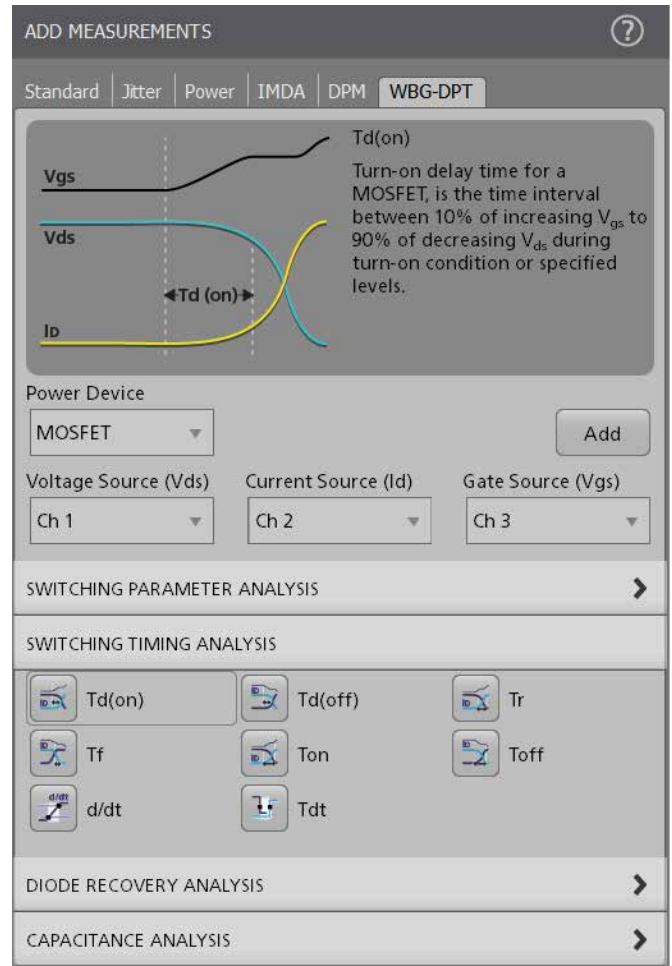 ADD MEASUREMENTS
?
Standard Jitter Power IMDA DPM WBG-DPT
Vgs
Vds
Td (on)
ID
Td(on)
Turn-on delay time for a
MOSFET, is the time interval
between 10% of increasing Vgs to
90% of decreasing Vds during
turn-on condition or specified
levels.
Power Device
MOSFET
Add
Voltage Source (Vds) Current Source (Id) Gate Source (Vgs)
Ch 1 Ch 2 Ch 3
SWITCHING PARAMETER ANALYSIS
SWITCHING TIMING ANALYSIS
Td(on) Td(off) Tr
Tf Ton Toff
d/dt
d/dt Tdt
DIODE RECOVERY ANALYSIS
CAPACITANCE ANALYSIS